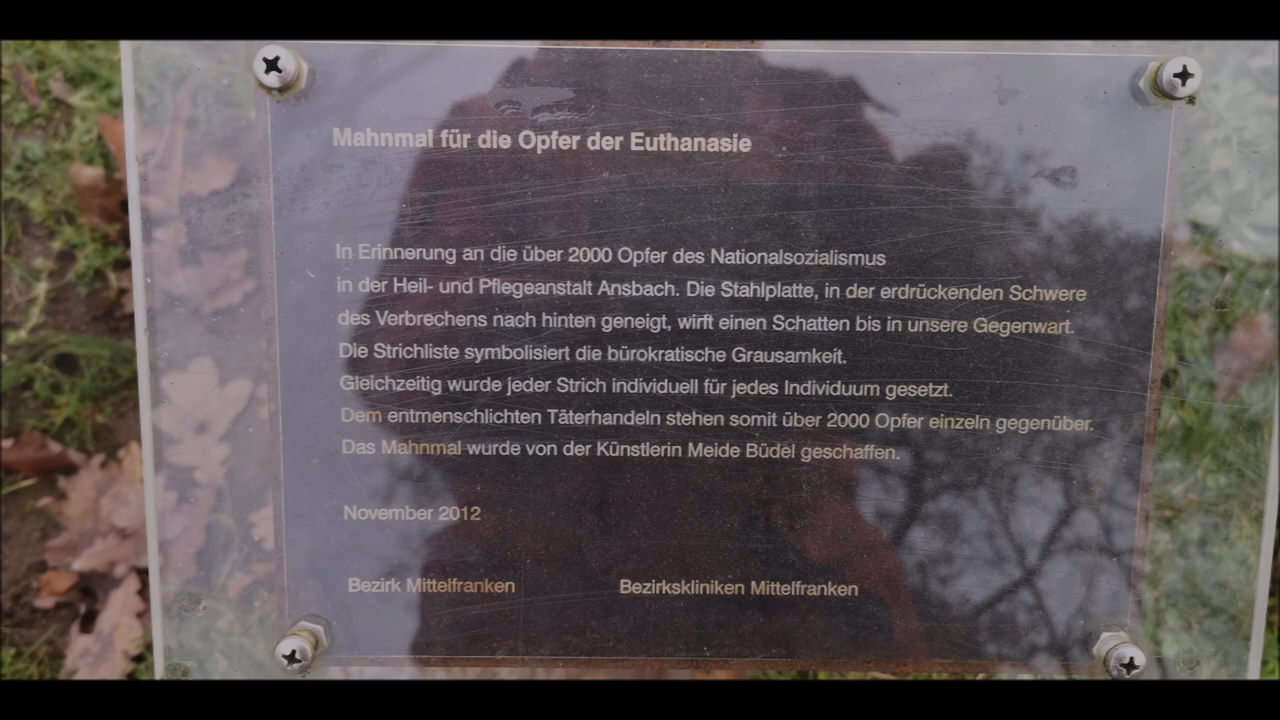 Mahnmal für die Opfer der Euthanasie
In Erinnerung an die über 2000 Opfer des Nationalsozialismus
in der Heil- und Pflegeanstalt Ansbach. Die Stahlplatte, in der erdrückenden Schwere
des Verbrechens nach hinten geneigt, wirft einen Schatten bis in unsere Gegenwart.
Die Strichliste symbolisiert die bürokratische Grausamkeit.
Gleichzeitig wurde jeder Strich individuell für jedes Individuum gesetzt.
Dem entmenschlichten Täterhandeln stehen somit über 2000 Opfer einzeln gegenüber.
Das Mahnmal wurde von der Künstlerin Meide Büdel geschaffen.
November 2012
Bezirk Mittelfranken Bezirkskliniken Mittelfranken